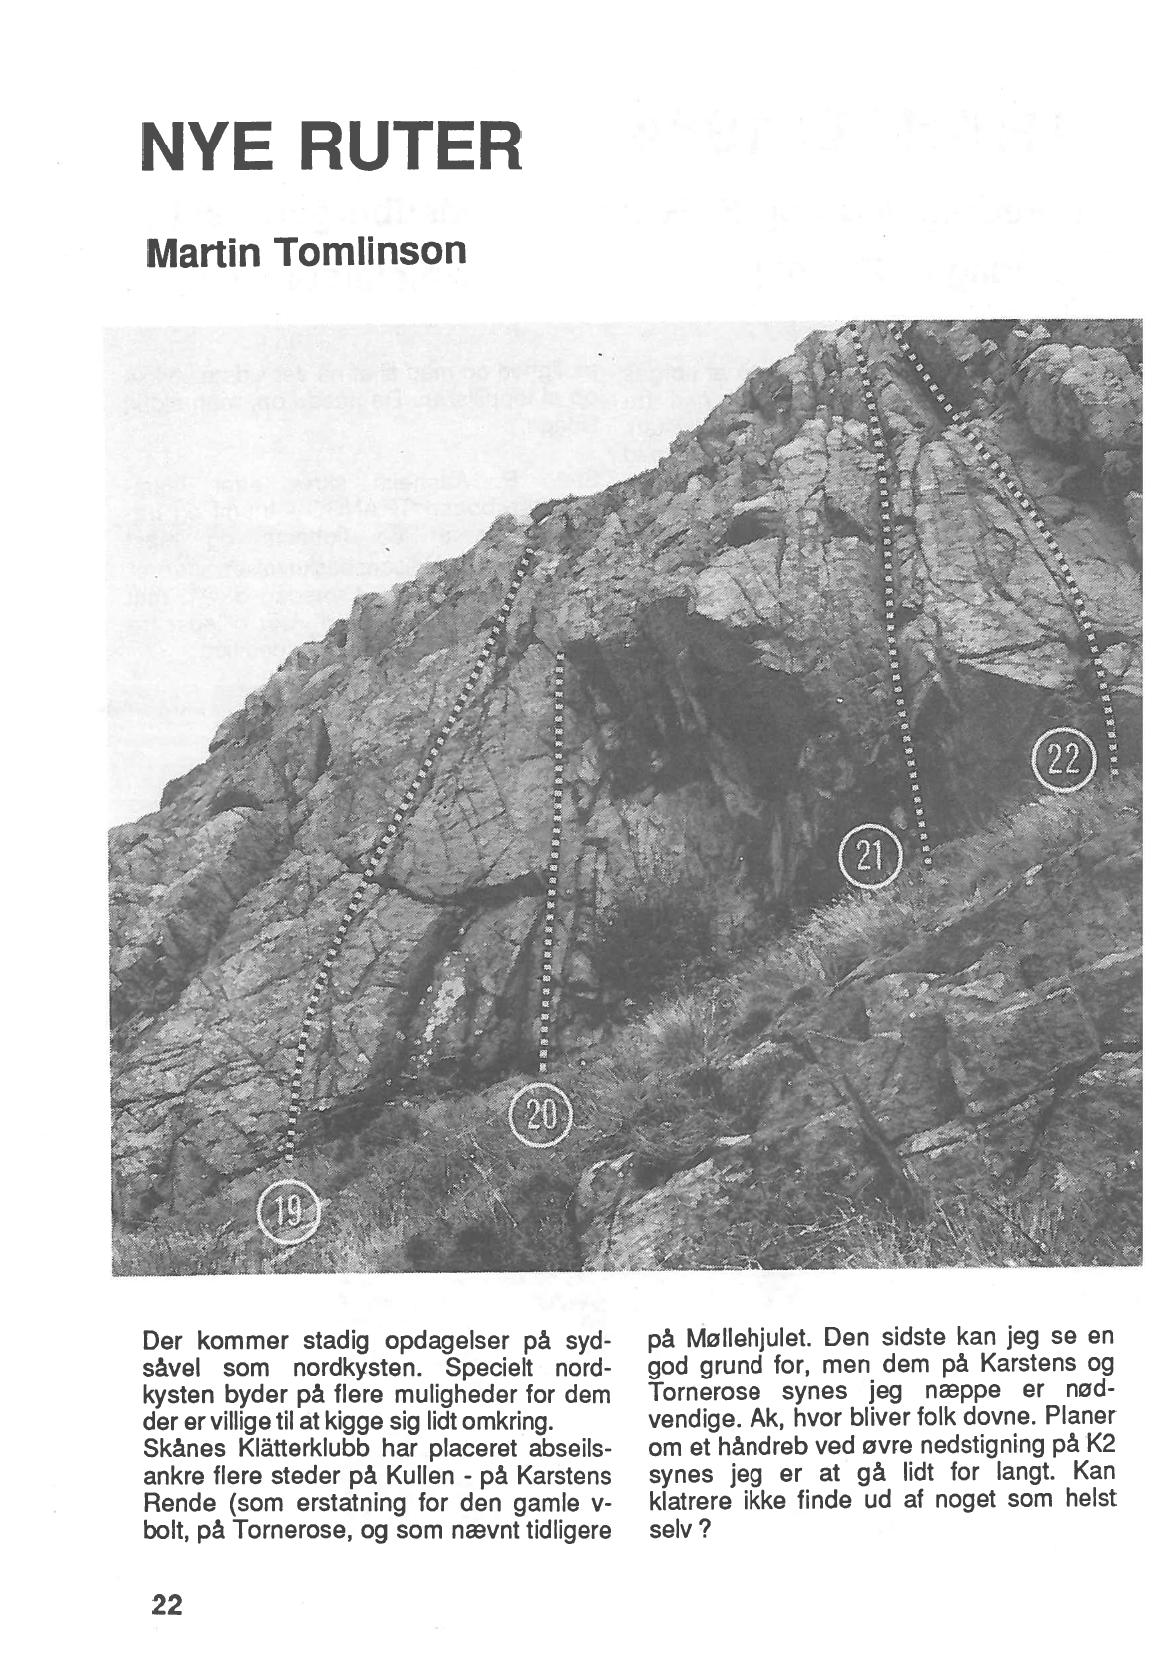 NYE RUTER
Martin Tomlinson
22
21
20
19
Der kommer stadig opdagelser på syd-
såvel som nordkysten. Specielt nord-
kysten byder på flere muligheder for dem
der er villige til at kigge sig lidt omkring.
Skånes Klätterklubb har placeret abseils-
ankre flere steder på Kullen - på Karstens
Rende (som erstatning for den gamle v-
bolt, på Tornerose, og som nævnt tidligere
på Møllehjulet. Den sidste kan jeg se en
god grund for, men dem på Karstens og
Tornerose synes jeg næppe er nød-
vendige. Ak, hvor bliver folk dovne. Planer
om et håndreb ved øvre nedstigning på K2
synes jeg er at gå lidt for langt. Kan
klatrere ikke finde ud af noget som helst
selv ?
22